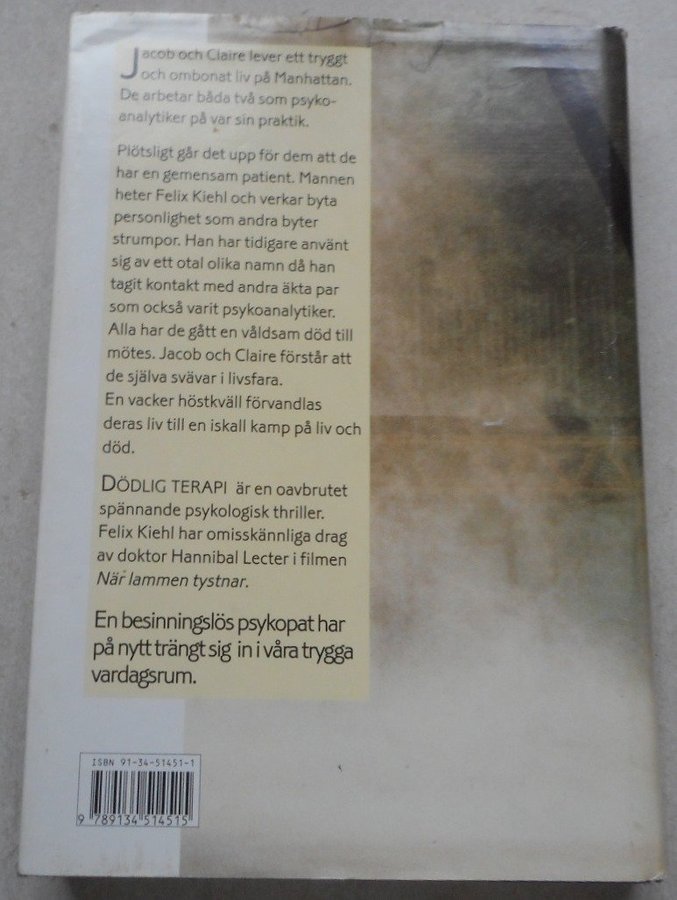 Jacob och Claire lever ett tryggt
och ombonat liv på Manhattan.
De arbetar båda två som psyko-
analytiker på var sin praktik.
Plötsligt går det upp för dem att de
har en gemensam patient. Mannen
heter Felix Kiehl och verkar byta
personlighet som andra byter
strumpor. Han har tidigare använt
sig av ett otal olika namn då han
tagit kontakt med andra äkta par
som också varit psykoanalytiker.
Alla har de gått en våldsam död till
mötes. Jacob och Claire förstår att
de själva svävar i livsfara.
En vacker höstkväll förvandlas
deras liv till en iskall kamp på liv och
död.
DÖDLIG TERAPI är en oavbrutet
spännande psykologisk thriller.
Felix Kiehl har omisskännliga drag
av doktor Hannibal Lecter i filmen
När lammen tystnar.
En besinningslös psykopat har
på nytt trängt sig in i våra trygga
vardagsrum.
ISBN 91-34-51451-1
9 789134 514515